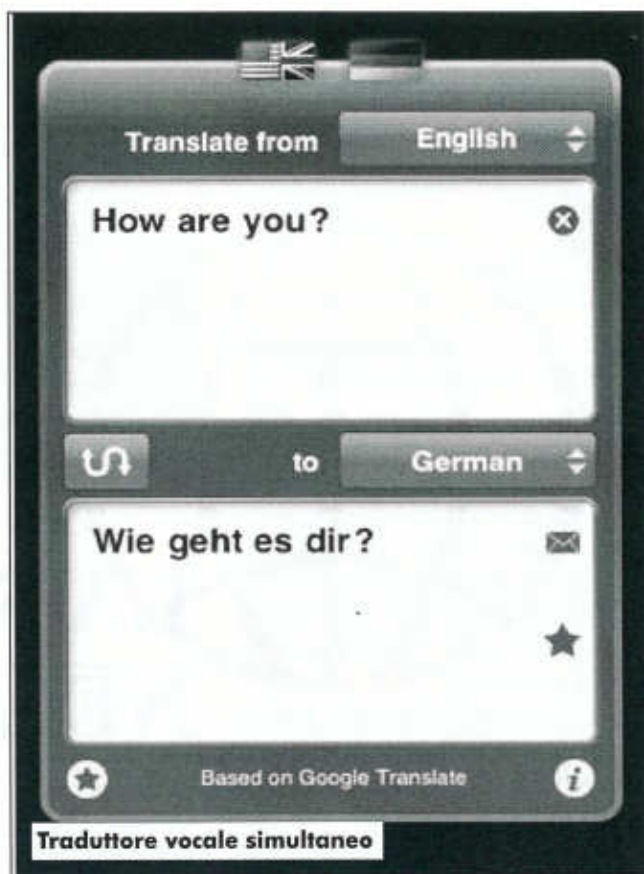 Translate from English
How are you?
to German
Wie geht es dir?
Based on Google Translate
Traduttore vocale simultaneo